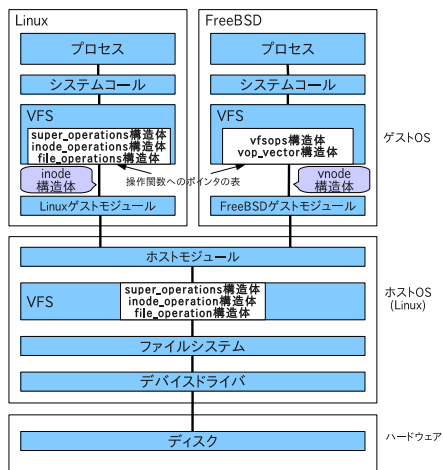 Linux
プロセス
システムコール
VFS
super_operations構造体
inode_operations構造体
file_operations構造体
inode
構造体
Linuxゲストモジュール
FreeBSD
プロセス
システムコール
VFS
vfsops構造体
vop_vector構造体
vnode
構造体
FreeBSDゲストモジュール
操作関数へのポインタの表
ゲストOS
ホストモジュール
VFS
super_operations構造体
inode_operation構造体
file_operation構造体
ファイルシステム
デバイスドライバ
ホストOS
(Linux)
ディスク
ハードウェア